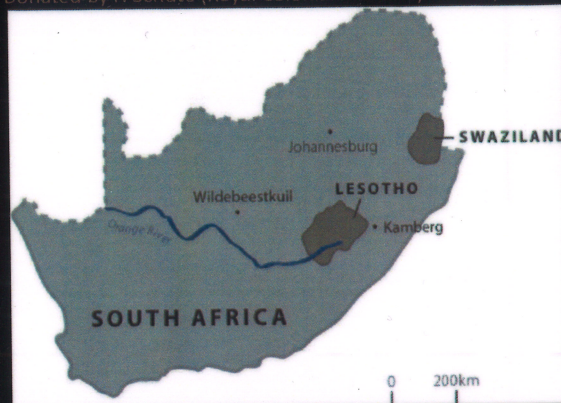 Johannesburg
SWAZILAND
Wildebeestkuil
LESOTHO
Orange River
Kamberg
SOUTH AFRICA
0 200km